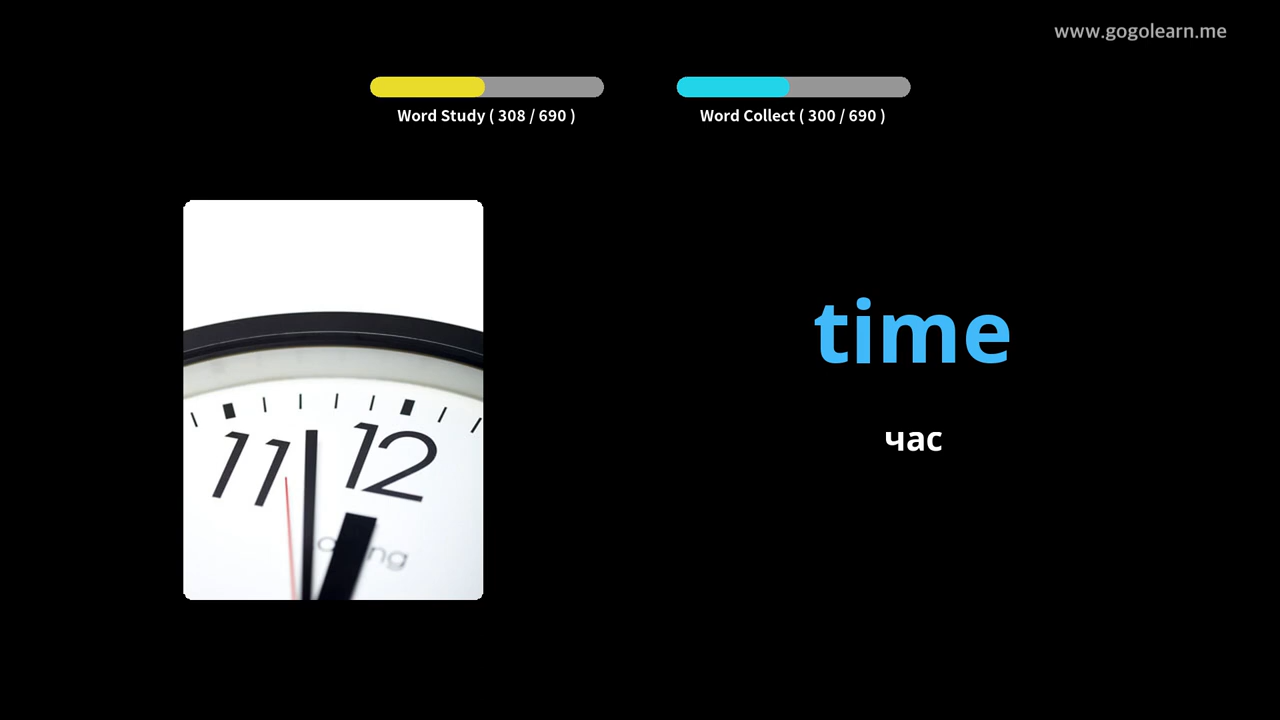 www.gogolearn.me
Word Study ( 308 / 690 )
Word Collect ( 300 / 690 )
11 12
time
час